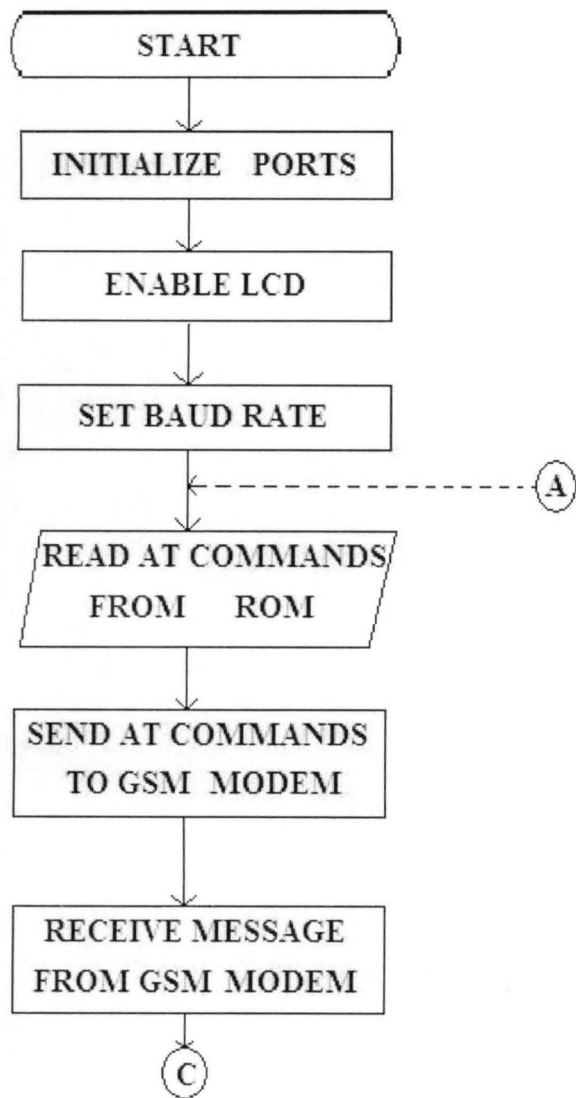 START
INITIALIZE PORTS
ENABLE LCD
SET BAUD RATE
A
READ AT COMMANDS
FROM ROM
SEND AT COMMANDS
TO GSM MODEM
RECEIVE MESSAGE
FROM GSM MODEM
C